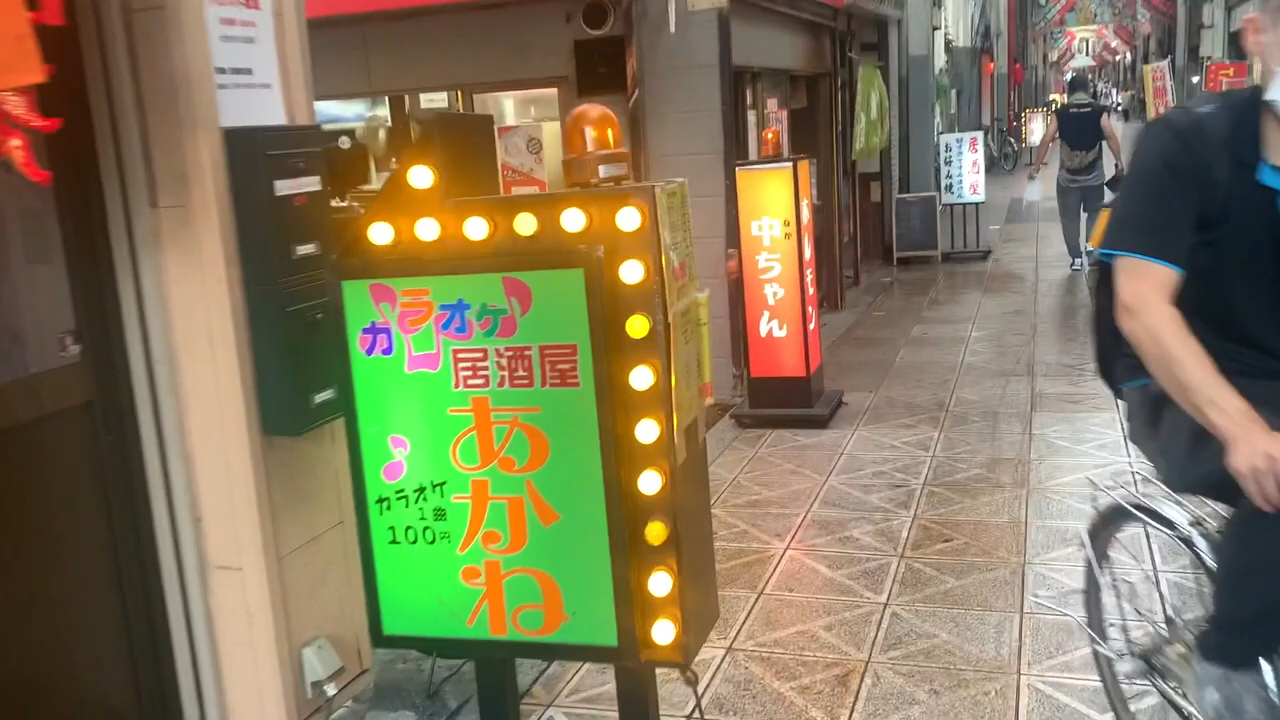 カラオケ
居酒屋
あかね
カラオケ
1曲
100円
中ちゃん
なか
ホルモン
居酒屋
お好み焼